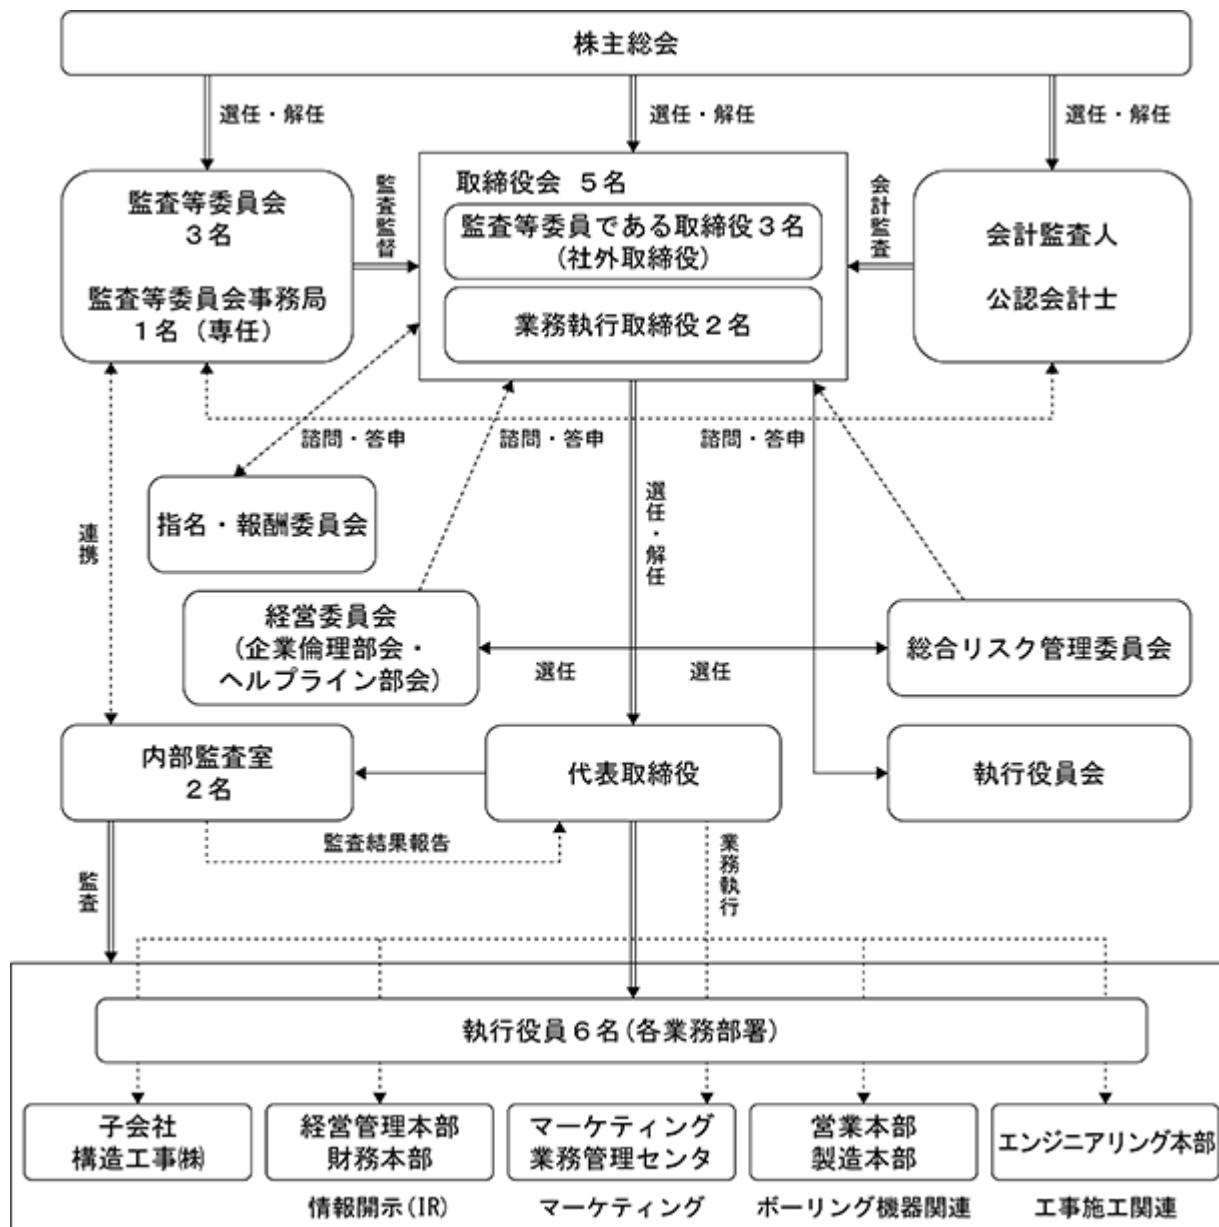 株主総会
選任・解任
選任・解任
選任・解任
監査等委員会
３名
監査等委員会事務局
１名（専任）
監査監督
取締役会 ５名
監査等委員である取締役３名
（社外取締役）
業務執行取締役２名
会計監査
会計監査人
公認会計士
諮問・答申
諮問・答申
諮問・答申
連携
指名・報酬委員会
選任・解任
経営委員会
（企業倫理部会・
ヘルプライン部会）
選任
選任
総合リスク管理委員会
内部監査室
２名
代表取締役
執行役員会
監査結果報告
監査
業務執行
執行役員６名（各業務部署）
子会社
構造工事㈱
経営管理本部
財務本部
マーケティング
業務管理センタ
営業本部
製造本部
エンジニアリング本部
情報開示（IR）
マーケティング
ボーリング機器関連
工事施工関連